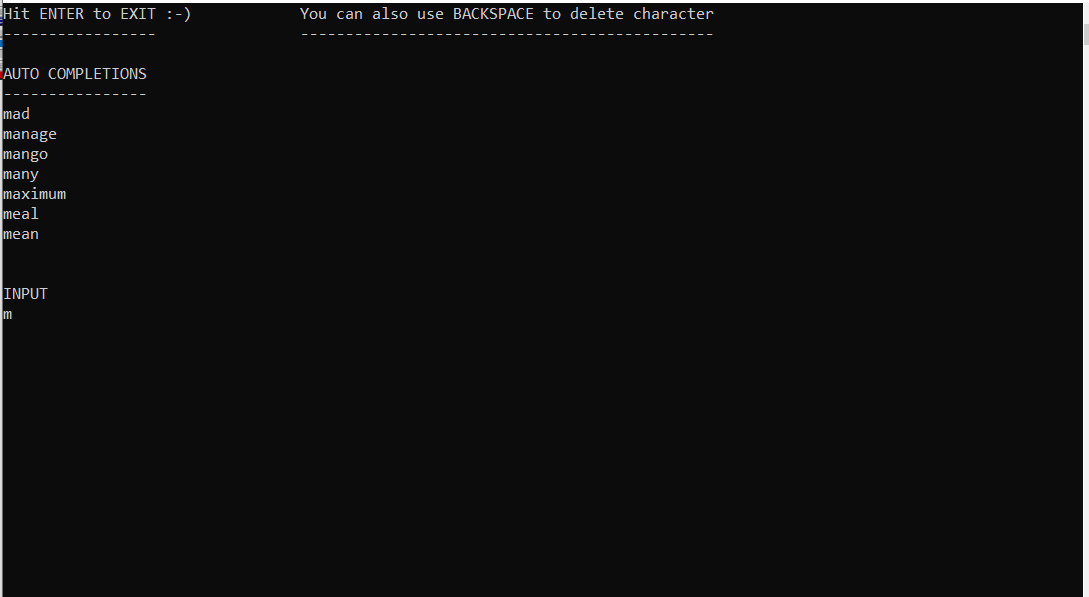 Hit ENTER to EXIT :-)            You can also use BACKSPACE to delete character
-----------------                ----------------------------------------------
AUTO COMPLETIONS
----------------
mad
manage
mango
many
maximum
meal
mean
INPUT
m